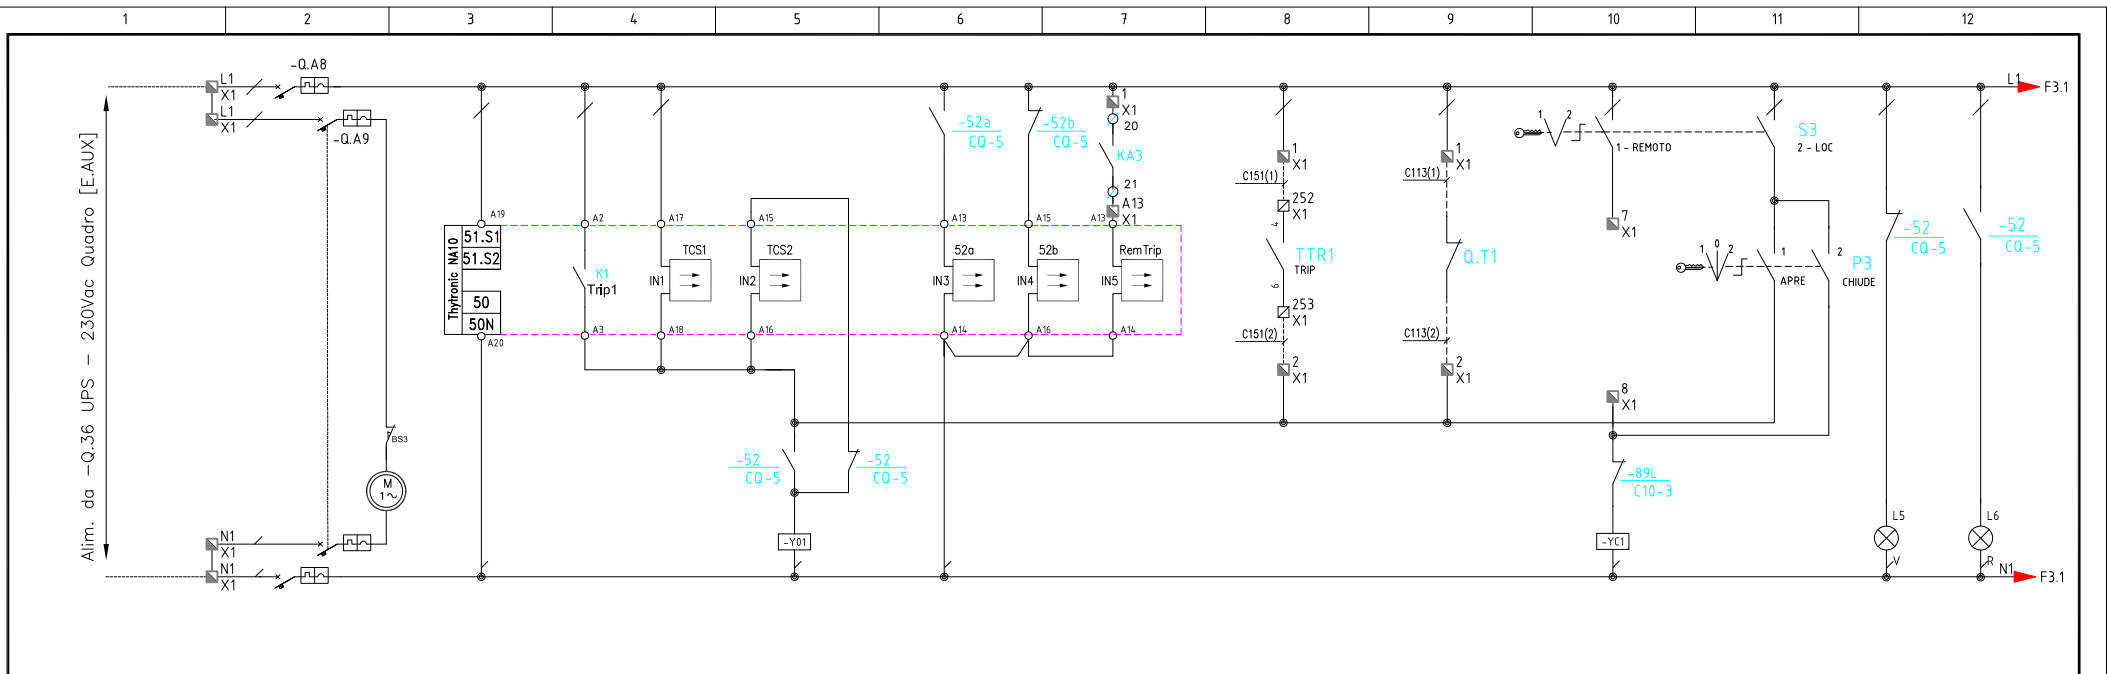 1 2 3 4 5 6 7 8 9 10 11 12
-Q.A8
L1
X1
L1
X1
-Q.A9
L1
F3.1
Alim. da -Q.36 UPS - 230Vac Quadro [E.AUX]
-52a
CQ-5
-52b
CQ-5
1
X1
20
KA3
21
A13
X1
1
X1
C151(1)
252
X1
4
TTR1
TRIP
6
253
X1
C151(2)
2
X1
1
X1
C113(1)
Q.T1
C113(2)
2
X1
1 2
1 - REMOTO
S3
2 - LOC
7
X1
1 0 2
1
APRE
2
P3
CHIUDE
-52
CQ-5
-52
CQ-5
A19
A2
A17
A15
A13
A15
A13
Thytronic NA10
51.S1
51.S2
50
50N
K1
Trip1
TCS1
IN1
TCS2
IN2
52a
IN3
52b
IN4
RemTrip
IN5
A20
A3
A18
A16
A14
A16
A14
BS3
M
1~
-52
CQ-5
-52
CQ-5
8
X1
-89L
C10-3
-Y01
-YC1
L5
V
L6
R
N1
X1
N1
X1
N1
F3.1